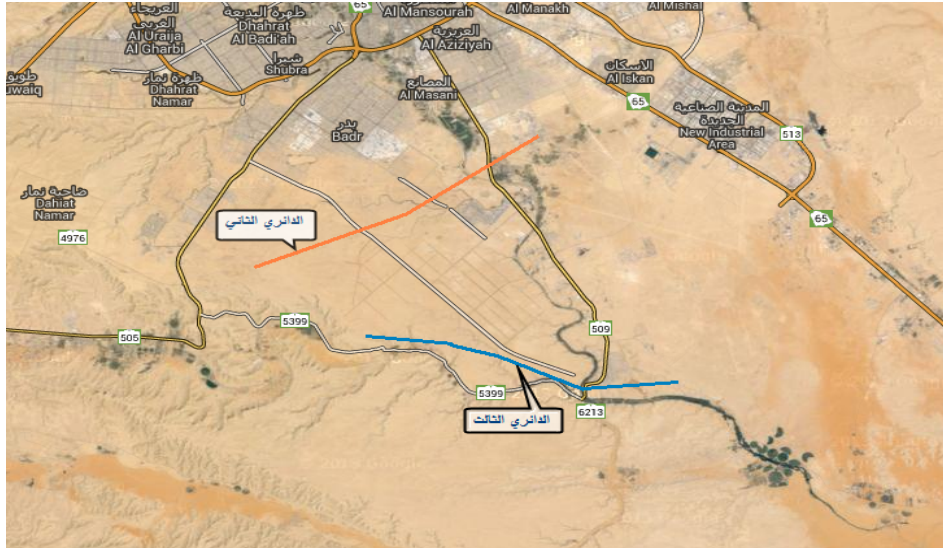 65
العريجاء
الغربي
Al Uraija
Al Gharbi
ظهرة البديعة
Dhahrat
Al Badi'ah
Al Mansourah
العزيزية
Al Aziziyah
Al Manakh
Al Mishal
طويق
uwaiq
ظهرة نمار
Dhahrat
Namar
شبرا
Shubra
المصانع
Al Masani
الاسكان
Al Iskan
65
المدينة الصناعية
الجديدة
New Industrial
Area
513
بدر
Badr
ضاحية نمار
Dahiat
Namar
4976
الدائري الثاني
65
505
5399
509
5399
الدائري الثالث
6213